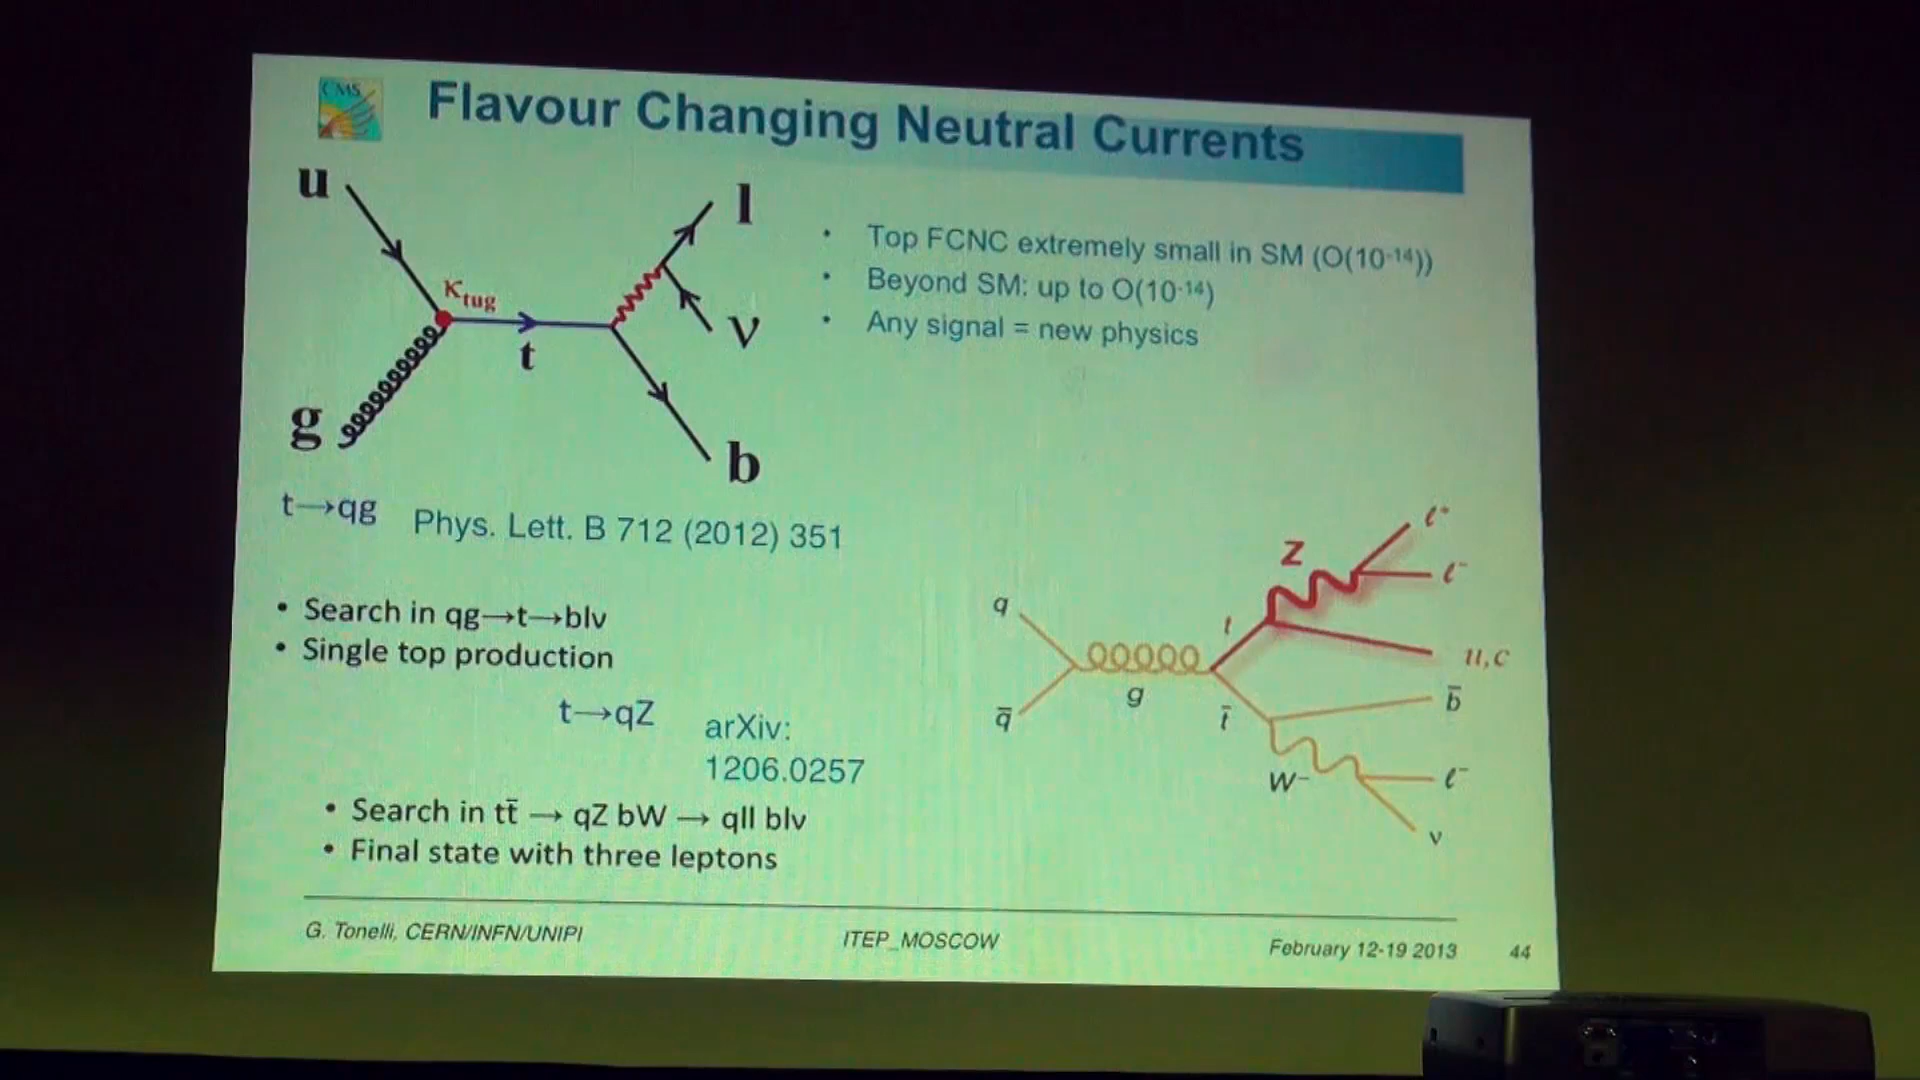 CMS
Flavour Changing Neutral Currents
u
l
κtug
t
ν
g
b
• Top FCNC extremely small in SM (O(10⁻¹⁴))
• Beyond SM: up to O(10⁻¹⁴)
• Any signal = new physics
t→qg
Phys. Lett. B 712 (2012) 351
• Search in qg→t→blν
• Single top production
t→qZ
arXiv:
1206.0257
• Search in tt̄ → qZ bW → qll blν
• Final state with three leptons
q
q̄
g
t
t̄
Z
ℓ⁺
ℓ⁻
u,c
b̄
W⁻
ℓ⁻
ν
G. Tonelli, CERN/INFN/UNIPI
ITEP_MOSCOW
February 12-19 2013
44